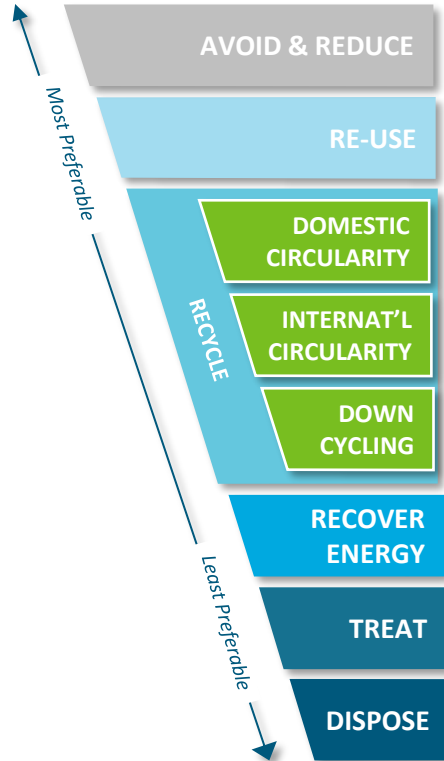 AVOID & REDUCE
Most Preferable
RE-USE
RECYCLE
DOMESTIC
CIRCULARITY
INTERNAT’L
CIRCULARITY
DOWN
CYCLING
RECOVER
ENERGY
Least Preferable
TREAT
DISPOSE